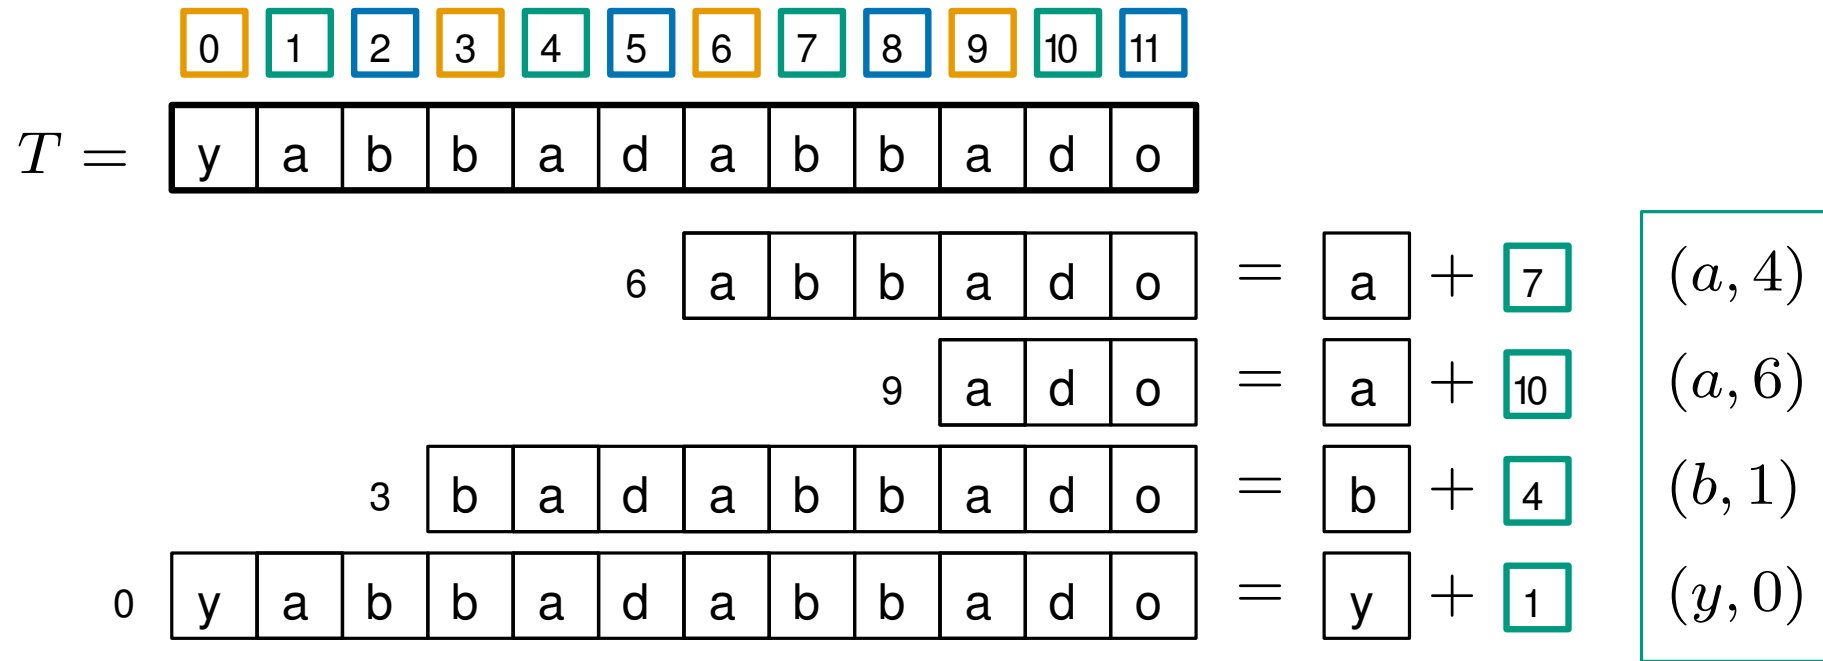 0 1 2 3 4 5 6 7 8 9 10 11
T = y a b b a d a b b a d o
6 a b b a d o = a + 7 (a, 4)
9 a d o = a + 10 (a, 6)
3 b a d a b b a d o = b + 4 (b, 1)
0 y a b b a d a b b a d o = y + 1 (y, 0)